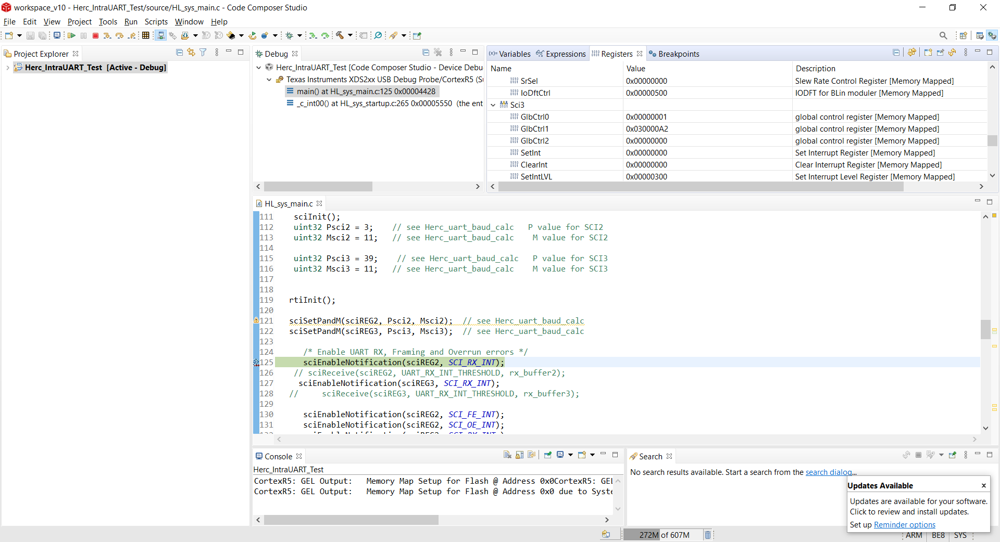 workspace_v10 - Herc_IntraUART_Test/source/HL_sys_main.c - Code Composer Studio
File Edit View Project Tools Run Scripts Window Help
Project Explorer
Herc_IntraUART_Test [Active - Debug]
Debug
Herc_IntraUART_Test [Code Composer Studio - Device Debu
Texas Instruments XDS2xx USB Debug Probe/CortexR5 (Su
main() at HL_sys_main.c:125 0x00004428
_c_int00() at HL_sys_startup.c:265 0x00005550 (the ent
(x)= Variables Expressions Registers Breakpoints
Name Value Description
SrSel 0x00000000 Slew Rate Control Register [Memory Mapped]
IoDftCtrl 0x00000500 IODFT for BLin moduler [Memory Mapped]
Sci3
GlbCtrl0 0x00000001 global control register [Memory Mapped]
GlbCtrl1 0x030000A2 global control register [Memory Mapped]
GlbCtrl2 0x00000000 global control register [Memory Mapped]
SetInt 0x00000000 Set Interrupt Register [Memory Mapped]
ClearInt 0x00000000 Clear Interrupt Register [Memory Mapped]
SetIntLVL 0x00000300 Set Interrupt Level Register [Memory Mapped]
HL_sys_main.c
111 sciInit();
112 uint32 Psci2 = 3; // see Herc_uart_baud_calc P value for SCI2
113 uint32 Msci2 = 11; // see Herc_uart_baud_calc M value for SCI2
114
115 uint32 Psci3 = 39; // see Herc_uart_baud_calc P value for SCI3
116 uint32 Msci3 = 11; // see Herc_uart_baud_calc M value for SCI3
117
118
119 rtiInit();
120
121 sciSetPandM(sciREG2, Psci2, Msci2); // see Herc_uart_baud_calc
122 sciSetPandM(sciREG3, Psci3, Msci3); // see Herc_uart_baud_calc
123
124 /* Enable UART RX, Framing and Overrun errors */
125 sciEnableNotification(sciREG2, SCI_RX_INT);
126 // sciReceive(sciREG2, UART_RX_INT_THRESHOLD, rx_buffer2);
127 sciEnableNotification(sciREG3, SCI_RX_INT);
128 // sciReceive(sciREG3, UART_RX_INT_THRESHOLD, rx_buffer3);
129
130 sciEnableNotification(sciREG2, SCI_FE_INT);
131 sciEnableNotification(sciREG2, SCI_OE_INT);
Console
Herc_IntraUART_Test
CortexR5: GEL Output: Memory Map Setup for Flash @ Address 0x0CortexR5: GEL
CortexR5: GEL Output: Memory Map Setup for Flash @ Address 0x0 due to Syste
Search
No search results available. Start a search from the search dialog...
Updates Available
Updates are available for your software.
Click to review and install updates.
Set up Reminder options
272M of 607M
ARM BE8 SYS